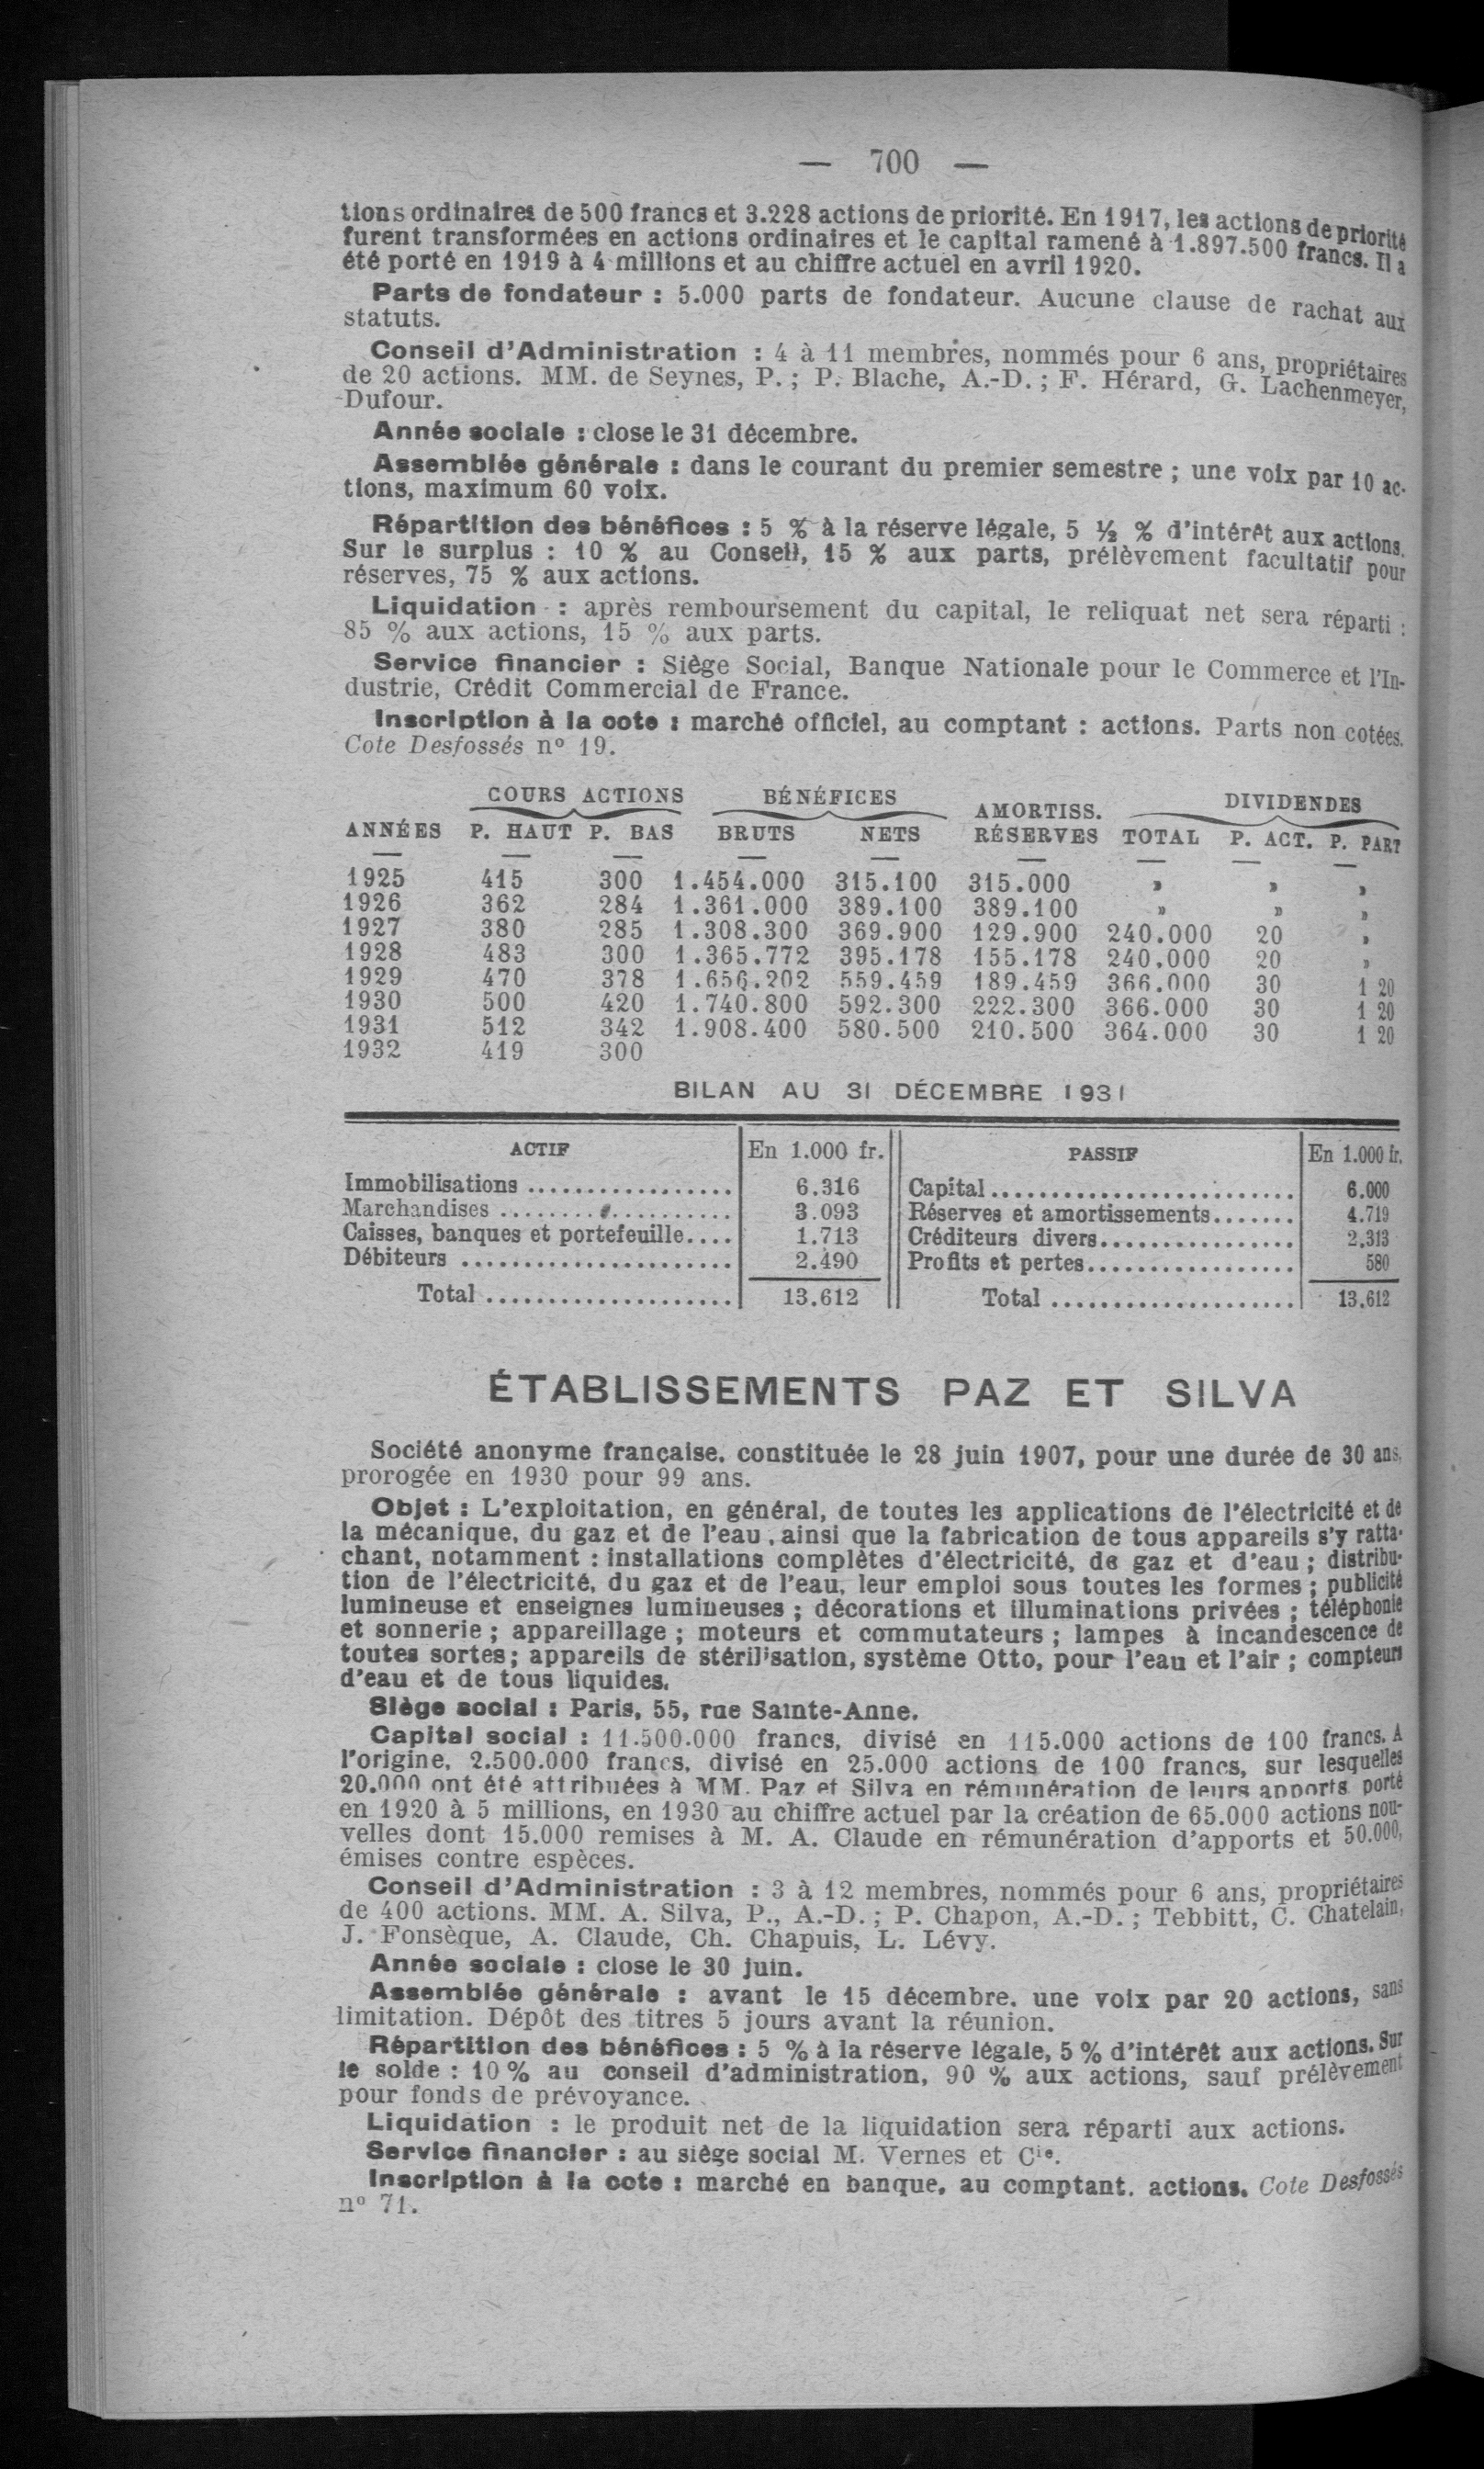 — 700 —
tions ordinaires de 500 francs et 3.228 actions de priorité. En 1917, les actions de priorité
furent transformées en actions ordinaires et le capital ramené à 1.897.500 francs. Il a
été porté en 1919 à 4 millions et au chiffre actuel en avril 1920.
Parts de fondateur : 5.000 parts de fondateur. Aucune clause de rachat aux
statuts.
Conseil d'Administration : 4 à 11 membres, nommés pour 6 ans, propriétaires
de 20 actions. MM. de Seynes, P. ; P. Blache, A.-D. ; F. Hérard, G. Lachenmeyer,
Dufour.
Année sociale : close le 31 décembre.
Assemblée générale : dans le courant du premier semestre ; une voix par 10 ac-
tions, maximum 60 voix.
Répartition des bénéfices : 5 % à la réserve légale, 5 ½ % d'intérêt aux actions.
Sur le surplus : 10 % au Conseil, 15 % aux parts, prélèvement facultatif pour
réserves, 75 % aux actions.
Liquidation : après remboursement du capital, le reliquat net sera réparti :
85 % aux actions, 15 % aux parts.
Service financier : Siège Social, Banque Nationale pour le Commerce et l'In-
dustrie, Crédit Commercial de France.
Inscription à la cote : marché officiel, au comptant : actions. Parts non cotées.
Cote Desfossés nº 19.
COURS ACTIONS BÉNÉFICES AMORTISS. DIVIDENDES
ANNÉES P. HAUT P. BAS BRUTS NETS RÉSERVES TOTAL P. ACT. P. PART
1925 415 300 1.454.000 315.100 315.000 » » »
1926 362 284 1.361.000 389.100 389.100 » » »
1927 380 285 1.308.300 369.900 129.900 240.000 20 »
1928 483 300 1.365.772 395.178 155.178 240.000 20 »
1929 470 378 1.656.202 559.459 189.459 366.000 30 1 20
1930 500 420 1.740.800 592.300 222.300 366.000 30 1 20
1931 512 342 1.908.400 580.500 210.500 364.000 30 1 20
1932 419 300
BILAN AU 31 DÉCEMBRE 1931
ACTIF En 1.000 fr. PASSIF En 1.000 fr.
Immobilisations ................. 6.316 Capital ......................... 6.000
Marchandises ................... 3.093 Réserves et amortissements....... 4.719
Caisses, banques et portefeuille.... 1.713 Créditeurs divers................ 2.313
Débiteurs ...................... 2.490 Profits et pertes................. 580
Total .................... 13.612 Total .................... 13.612
ÉTABLISSEMENTS PAZ ET SILVA
Société anonyme française, constituée le 28 juin 1907, pour une durée de 30 ans,
prorogée en 1930 pour 99 ans.
Objet : L'exploitation, en général, de toutes les applications de l'électricité et de
la mécanique, du gaz et de l'eau, ainsi que la fabrication de tous appareils s'y ratta-
chant, notamment : installations complètes d'électricité, de gaz et d'eau ; distribu-
tion de l'électricité, du gaz et de l'eau, leur emploi sous toutes les formes ; publicité
lumineuse et enseignes lumineuses ; décorations et illuminations privées ; téléphonie
et sonnerie ; appareillage ; moteurs et commutateurs ; lampes à incandescence de
toutes sortes ; appareils de stérilisation, système Otto, pour l'eau et l'air ; compteurs
d'eau et de tous liquides.
Siège social : Paris, 55, rue Sainte-Anne.
Capital social : 11.500.000 francs, divisé en 115.000 actions de 100 francs. A
l'origine, 2.500.000 francs, divisé en 25.000 actions de 100 francs, sur lesquelles
20.000 ont été attribuées à MM. Paz et Silva en rémunération de leurs apports porté
en 1920 à 5 millions, en 1930 au chiffre actuel par la création de 65.000 actions nou-
velles dont 15.000 remises à M. A. Claude en rémunération d'apports et 50.000,
émises contre espèces.
Conseil d'Administration : 3 à 12 membres, nommés pour 6 ans, propriétaires
de 400 actions. MM. A. Silva, P., A.-D. ; P. Chapon, A.-D. ; Tebbitt, C. Chatelain,
J. Fonsèque, A. Claude, Ch. Chapuis, L. Lévy.
Année sociale : close le 30 juin.
Assemblée générale : avant le 15 décembre, une voix par 20 actions, sans
limitation. Dépôt des titres 5 jours avant la réunion.
Répartition des bénéfices : 5 % à la réserve légale, 5 % d'intérêt aux actions. Sur
le solde : 10 % au conseil d'administration, 90 % aux actions, sauf prélèvement
pour fonds de prévoyance.
Liquidation : le produit net de la liquidation sera réparti aux actions.
Service financier : au siège social M. Vernes et Cie.
Inscription à la cote : marché en banque, au comptant, actions. Cote Desfossés
nº 71.